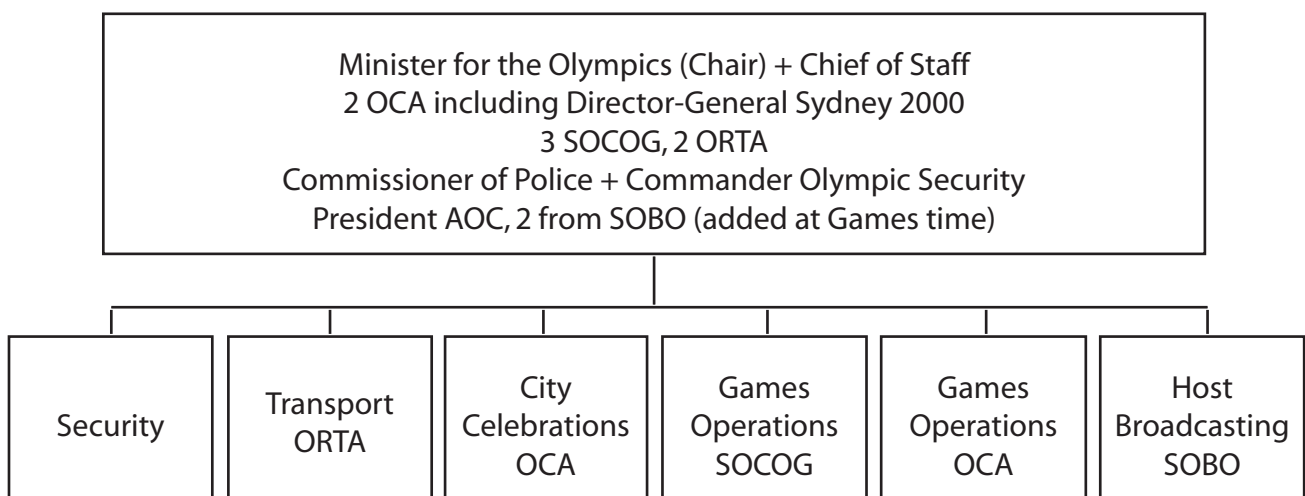 Minister for the Olympics (Chair) + Chief of Staff
2 OCA including Director-General Sydney 2000
3 SOCOG, 2 ORTA
Commissioner of Police + Commander Olympic Security
President AOC, 2 from SOBO (added at Games time)
Security
Transport
ORTA
City
Celebrations
OCA
Games
Operations
SOCOG
Games
Operations
OCA
Host
Broadcasting
SOBO